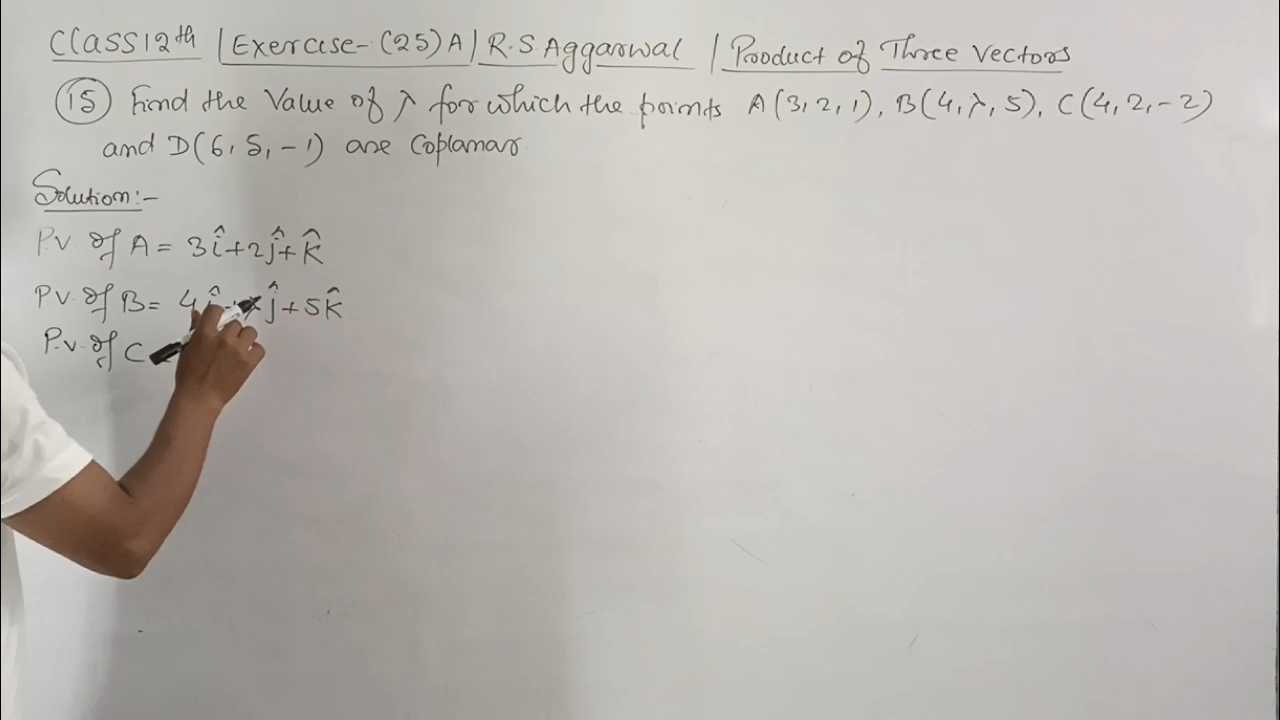 Class 12th | Exercise-(25)A | R.S Aggarwal | Product of Three Vectors
(15) Find the Value of λ for which the points A(3, 2, 1), B(4, λ, 5), C(4, 2, -2)
and D(6, 5, -1) are Coplanar
Solution:-
P.v. of A = 3î+2ĵ+k̂
P.v. of B = 4î+λĵ+5k̂
P.v. of C